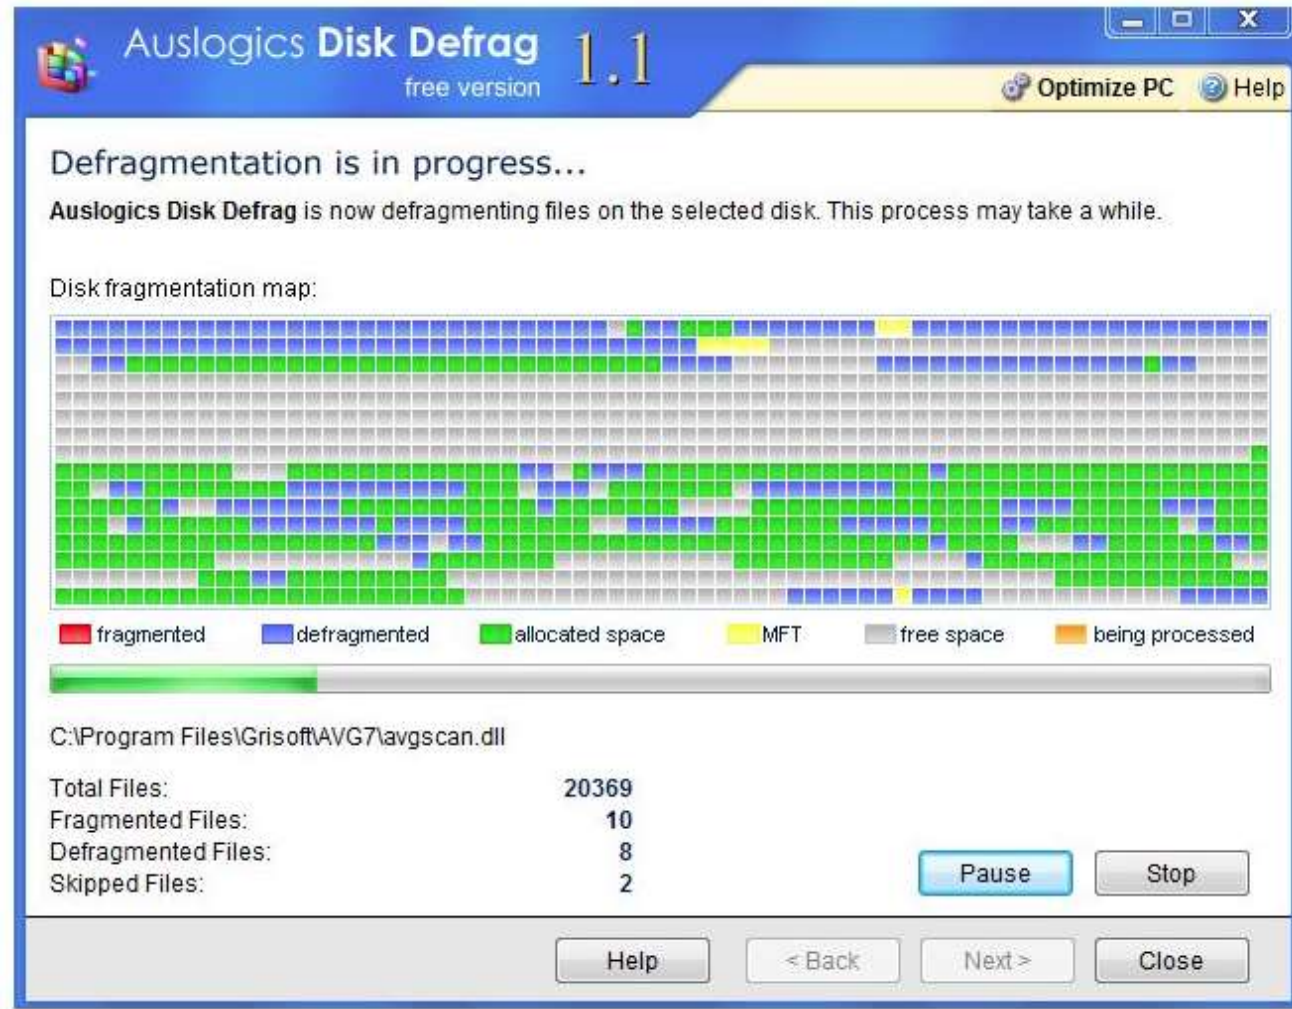 Auslogics Disk Defrag 1.1
free version
Optimize PC Help
Defragmentation is in progress...
Auslogics Disk Defrag is now defragmenting files on the selected disk. This process may take a while.
Disk fragmentation map:
fragmented defragmented allocated space MFT free space being processed
C:\Program Files\Grisoft\AVG7\avgscan.dll
Total Files: 20369
Fragmented Files: 10
Defragmented Files: 8
Skipped Files: 2
Pause Stop
Help < Back Next > Close